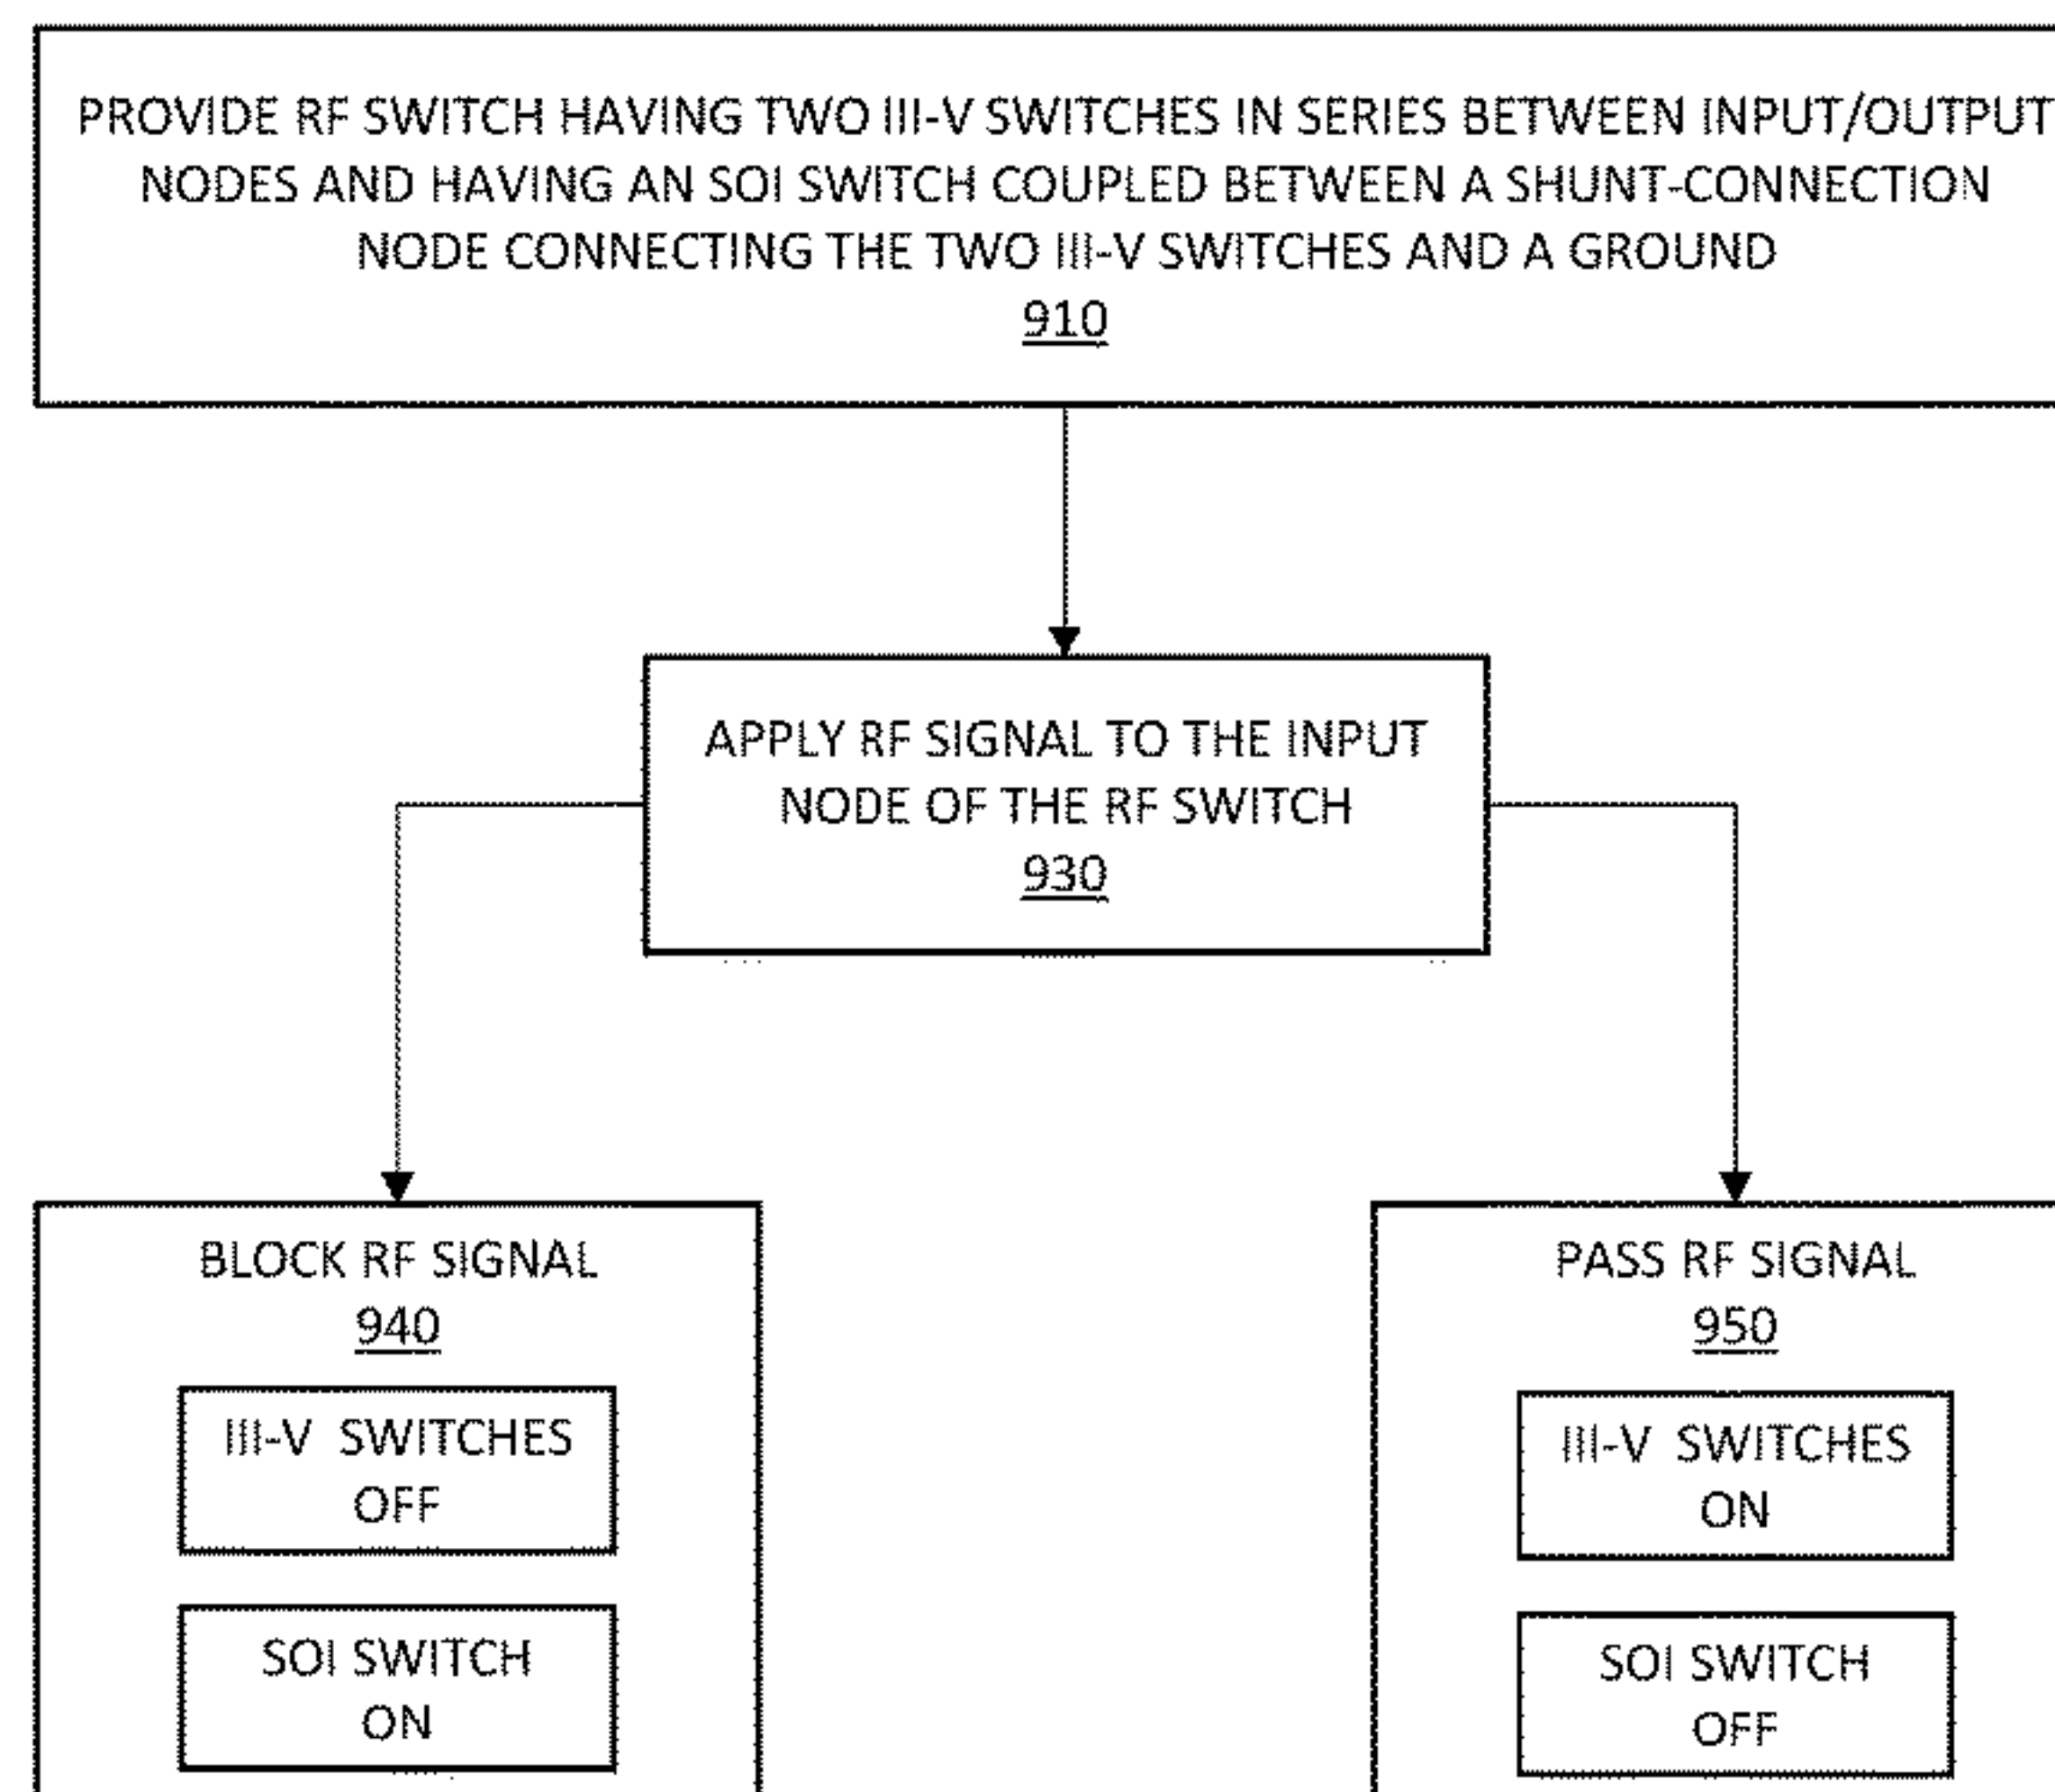 PROVIDE RF SWITCH HAVING TWO III-V SWITCHES IN SERIES BETWEEN INPUT/OUTPUT
NODES AND HAVING AN SOI SWITCH COUPLED BETWEEN A SHUNT-CONNECTION
NODE CONNECTING THE TWO III-V SWITCHES AND A GROUND
910
APPLY RF SIGNAL TO THE INPUT
NODE OF THE RF SWITCH
930
BLOCK RF SIGNAL
940
III-V SWITCHES
OFF
SOI SWITCH
ON
PASS RF SIGNAL
950
III-V SWITCHES
ON
SOI SWITCH
OFF